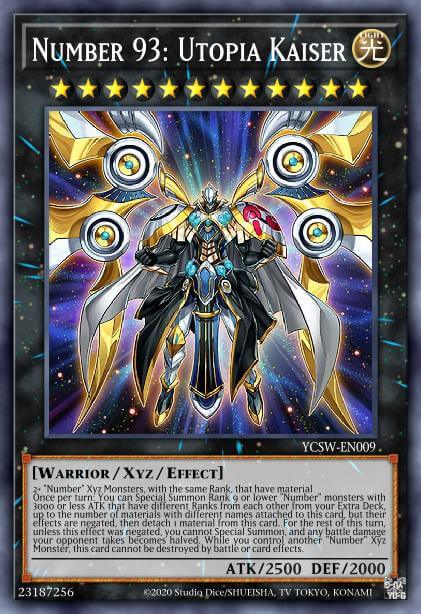 NUMBER 93: UTOPIA KAISER
LIGHT
光
YCSW-EN009
[WARRIOR / XYZ / EFFECT]
2+ "Number" Xyz Monsters, with the same Rank, that have material
Once per turn: You can Special Summon Rank 9 or lower "Number" monsters with
3000 or less ATK that have different Ranks from each other from your Extra Deck,
up to the number of materials with different names attached to this card, but their
effects are negated, then detach 1 material from this card. For the rest of this turn,
unless this effect was negated, you cannot Special Summon, and any battle damage
your opponent takes becomes halved. While you control another "Number" Xyz
Monster, this card cannot be destroyed by battle or card effects.
ATK/2500 DEF/2000
23187256
©2020 Studio Dice/SHUEISHA, TV TOKYO, KONAMI